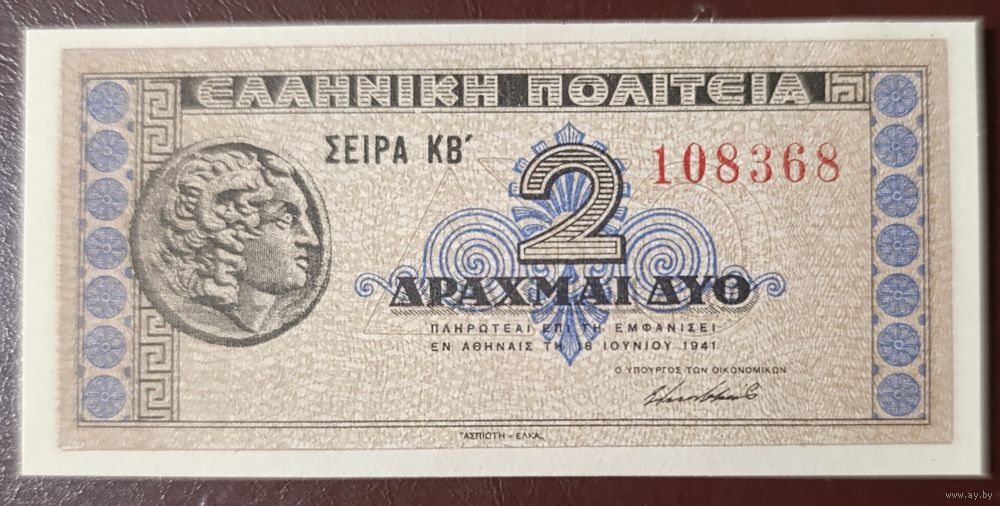 ΕΛΛΗΝΙΚΗ ΠΟΛΙΤΕΙΑ
ΣΕΙΡΑ ΚΒ΄
108368
2
ΔΡΑΧΜΑΙ ΔΥΟ
ΠΛΗΡΩΤΕΑΙ ΕΠΙ ΤΗ ΕΜΦΑΝΙΣΕΙ
ΕΝ ΑΘΗΝΑΙΣ ΤΗ 18 ΙΟΥΝΙΟΥ 1941
Ο ΥΠΟΥΡΓΟΣ ΤΩΝ ΟΙΚΟΝΟΜΙΚΩΝ
"ΑΣΠΙΩΤΗ - ΕΛΚΑ„
www.ay.by